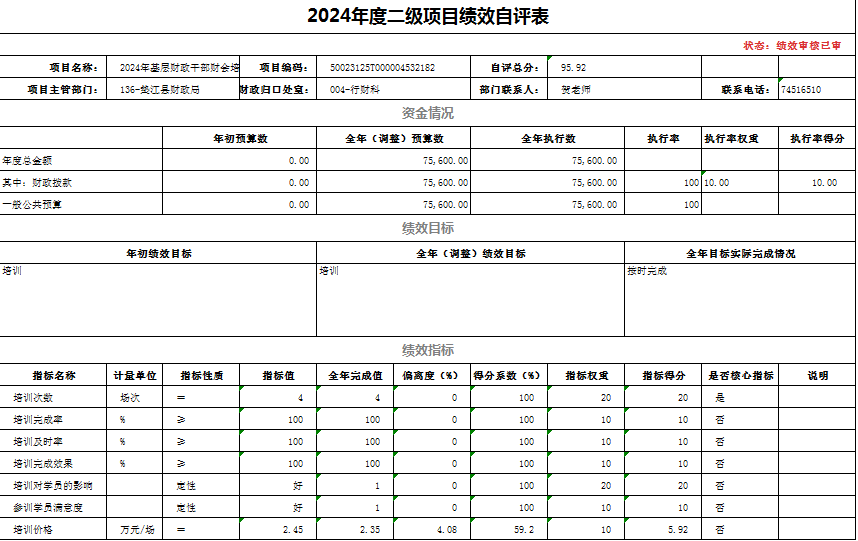 2024年度二级项目绩效自评表
状态：绩效审核已审
项目名称： 2024年基层财政干部财会培 项目编码： 50023125T000004532182 自评总分： 95.92
项目主管部门： 136-垫江县财政局 财政归口处室： 004-行财科 部门联系人： 贺老师 联系电话： 74516510
资金情况
年初预算数 全年（调整）预算数 全年执行数 执行率 执行率权重 执行率得分
年度总金额 0.00 75,600.00 75,600.00
其中：财政拨款 0.00 75,600.00 75,600.00 100 10.00 10.00
一般公共预算 0.00 75,600.00 75,600.00 100
绩效目标
年初绩效目标 全年（调整）绩效目标 全年目标实际完成情况
培训 培训 按时完成
绩效指标
指标名称 计量单位 指标性质 指标值 全年完成值 偏离度（%） 得分系数（%） 指标权重 指标得分 是否核心指标 说明
培训次数 场次 ＝ 4 4 0 100 20 20 是
培训完成率 % ≥ 100 100 0 100 10 10 否
培训及时率 % ≥ 100 100 0 100 10 10 否
培训完成效果 % ≥ 100 100 0 100 10 10 否
培训对学员的影响 定性 好 1 0 100 20 20 否
参训学员满意度 定性 好 1 0 100 10 10 否
培训价格 万元/场 ＝ 2.45 2.35 4.08 59.2 10 5.92 否